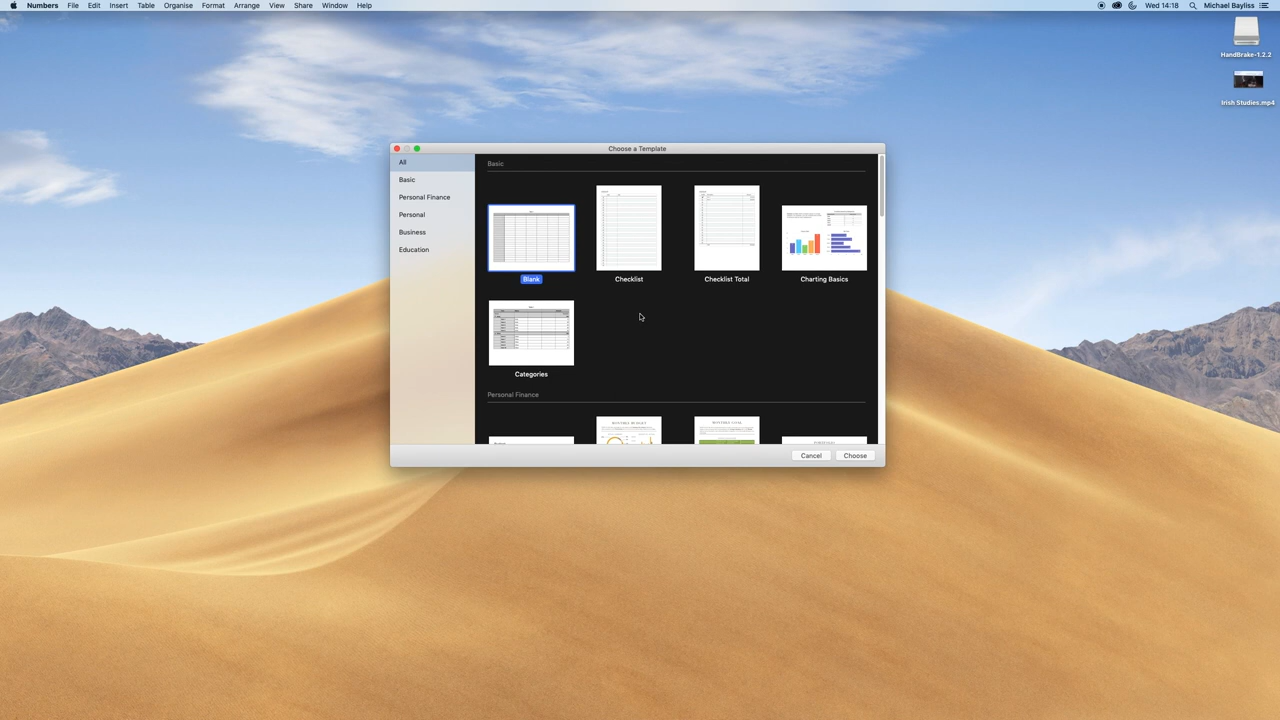 Numbers File Edit Insert Table Organise Format Arrange View Share Window Help Wed 14:18 Michael Bayliss
HandBrake-1.2.2
Irish Studies.mp4
Choose a Template
All
Basic
Personal Finance
Personal
Business
Education
Basic
Blank
Checklist
Checklist Total
Charting Basics
Categories
Personal Finance
MONTHLY BUDGET
Cancel
Choose